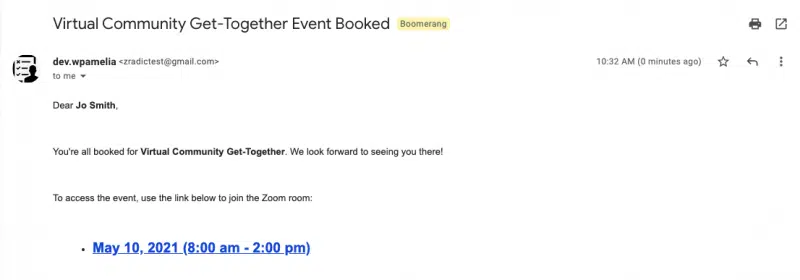 Virtual Community Get-Together Event Booked Boomerang
dev.wpamelia <zradictest@gmail.com> 10:32 AM (0 minutes ago)
to me
Dear Jo Smith,
You're all booked for Virtual Community Get-Together. We look forward to seeing you there!
To access the event, use the link below to join the Zoom room:
• May 10, 2021 (8:00 am - 2:00 pm)